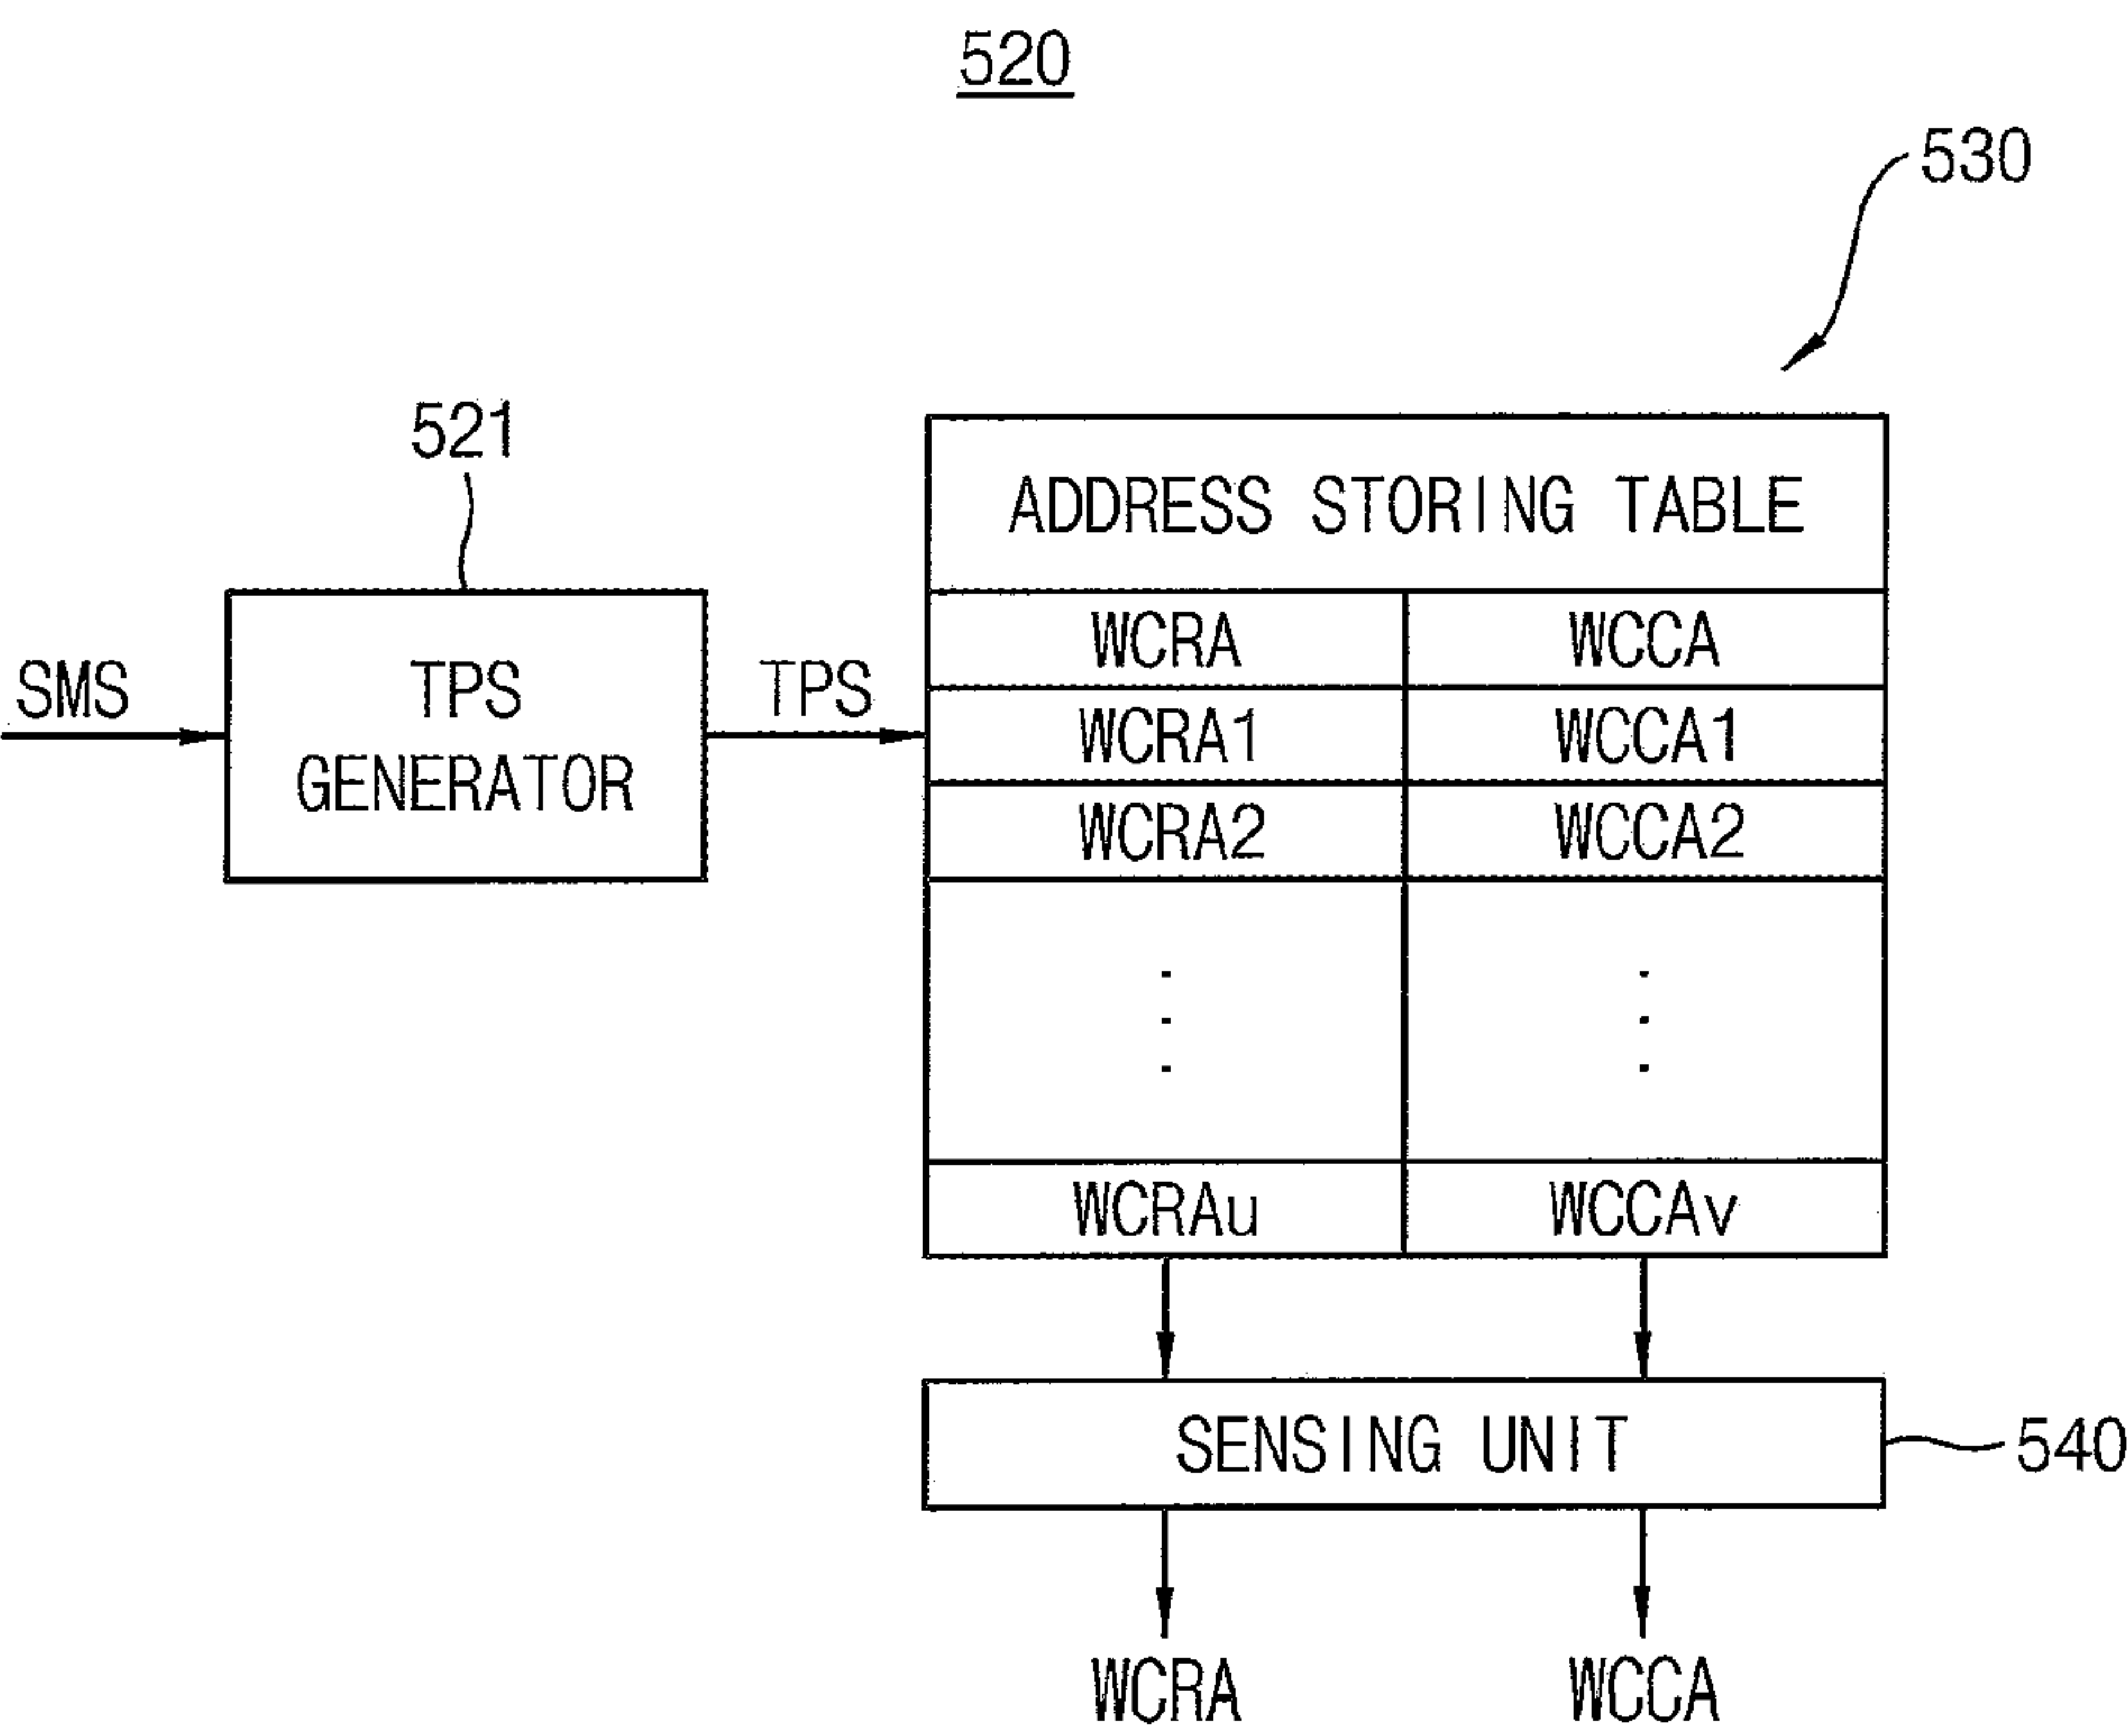 520
530
521
ADDRESS STORING TABLE
SMS
TPS
GENERATOR
TPS
WCRA WCCA
WCRA1 WCCA1
WCRA2 WCCA2
WCRAu WCCAv
SENSING UNIT
540
WCRA WCCA